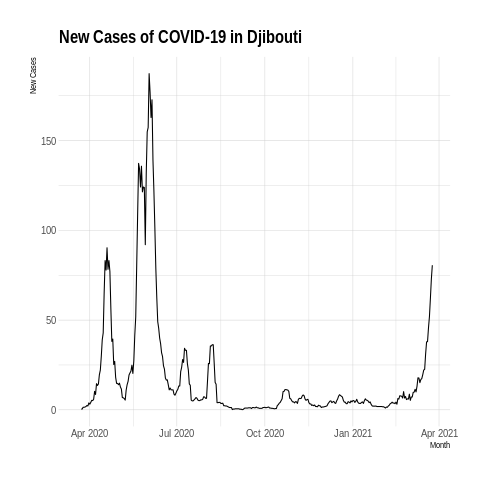 New Cases of COVID-19 in Djibouti
New Cases
150
100
50
0
Apr 2020
Jul 2020
Oct 2020
Jan 2021
Apr 2021
Month